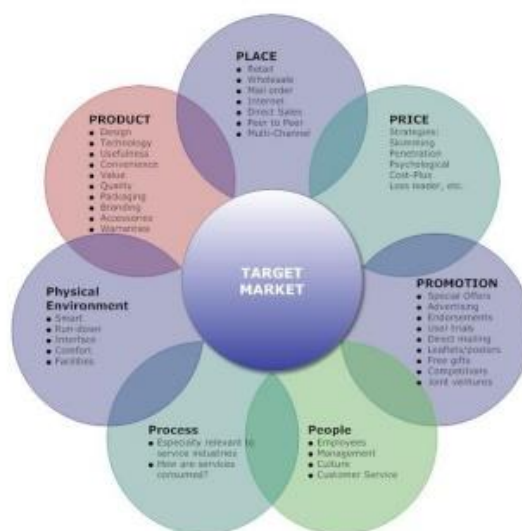 PLACE
Retail
Wholesale
Mail order
Internet
Direct Sales
Peer to Peer
Multi-Channel
PRODUCT
Design
Technology
Usefulness
Convenience
Value
Quality
Packaging
Branding
Accessories
Warranties
PRICE
Strategies:
Skimming
Penetration
Psychological
Cost-Plus
Loss leader, etc.
TARGET
MARKET
Physical
Environment
Smart
Run-down
Interface
Comfort
Facilities
PROMOTION
Special Offers
Advertising
Endorsements
User trials
Direct mailing
Leaflets/posters
Free gifts
Competitions
Joint ventures
Process
Especially relevant to
service industries
How are services
consumed?
People
Employees
Management
Culture
Customer Service